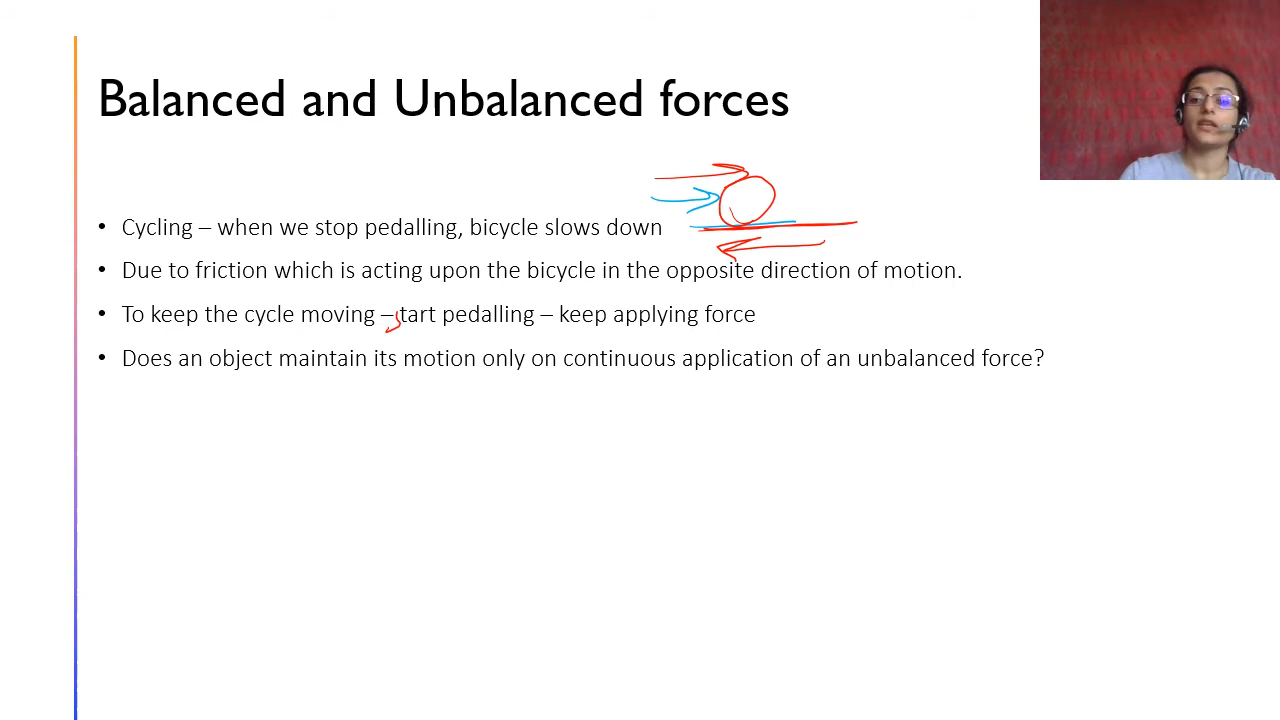 Balanced and Unbalanced forces
• Cycling – when we stop pedalling, bicycle slows down
• Due to friction which is acting upon the bicycle in the opposite direction of motion.
• To keep the cycle moving –start pedalling – keep applying force
• Does an object maintain its motion only on continuous application of an unbalanced force?